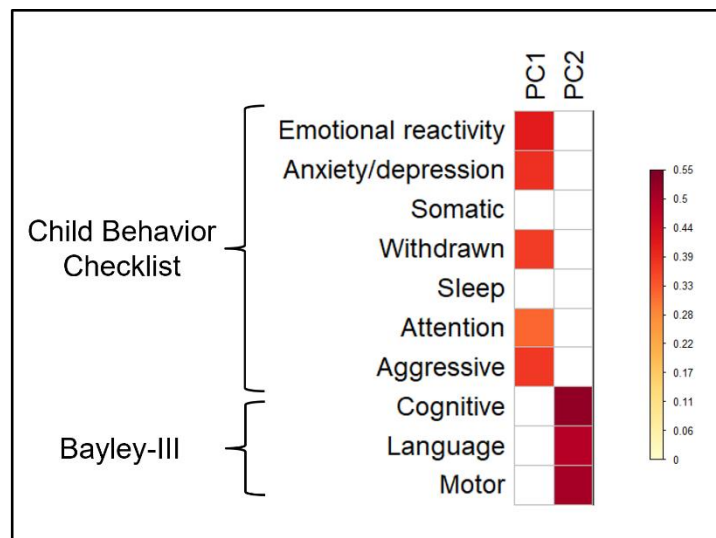 PC1
PC2
Emotional reactivity
Anxiety/depression
Somatic
Withdrawn
Sleep
Attention
Aggressive
Cognitive
Language
Motor
Child Behavior
Checklist
Bayley-III
0.55
0.5
0.44
0.39
0.33
0.28
0.22
0.17
0.11
0.06
0